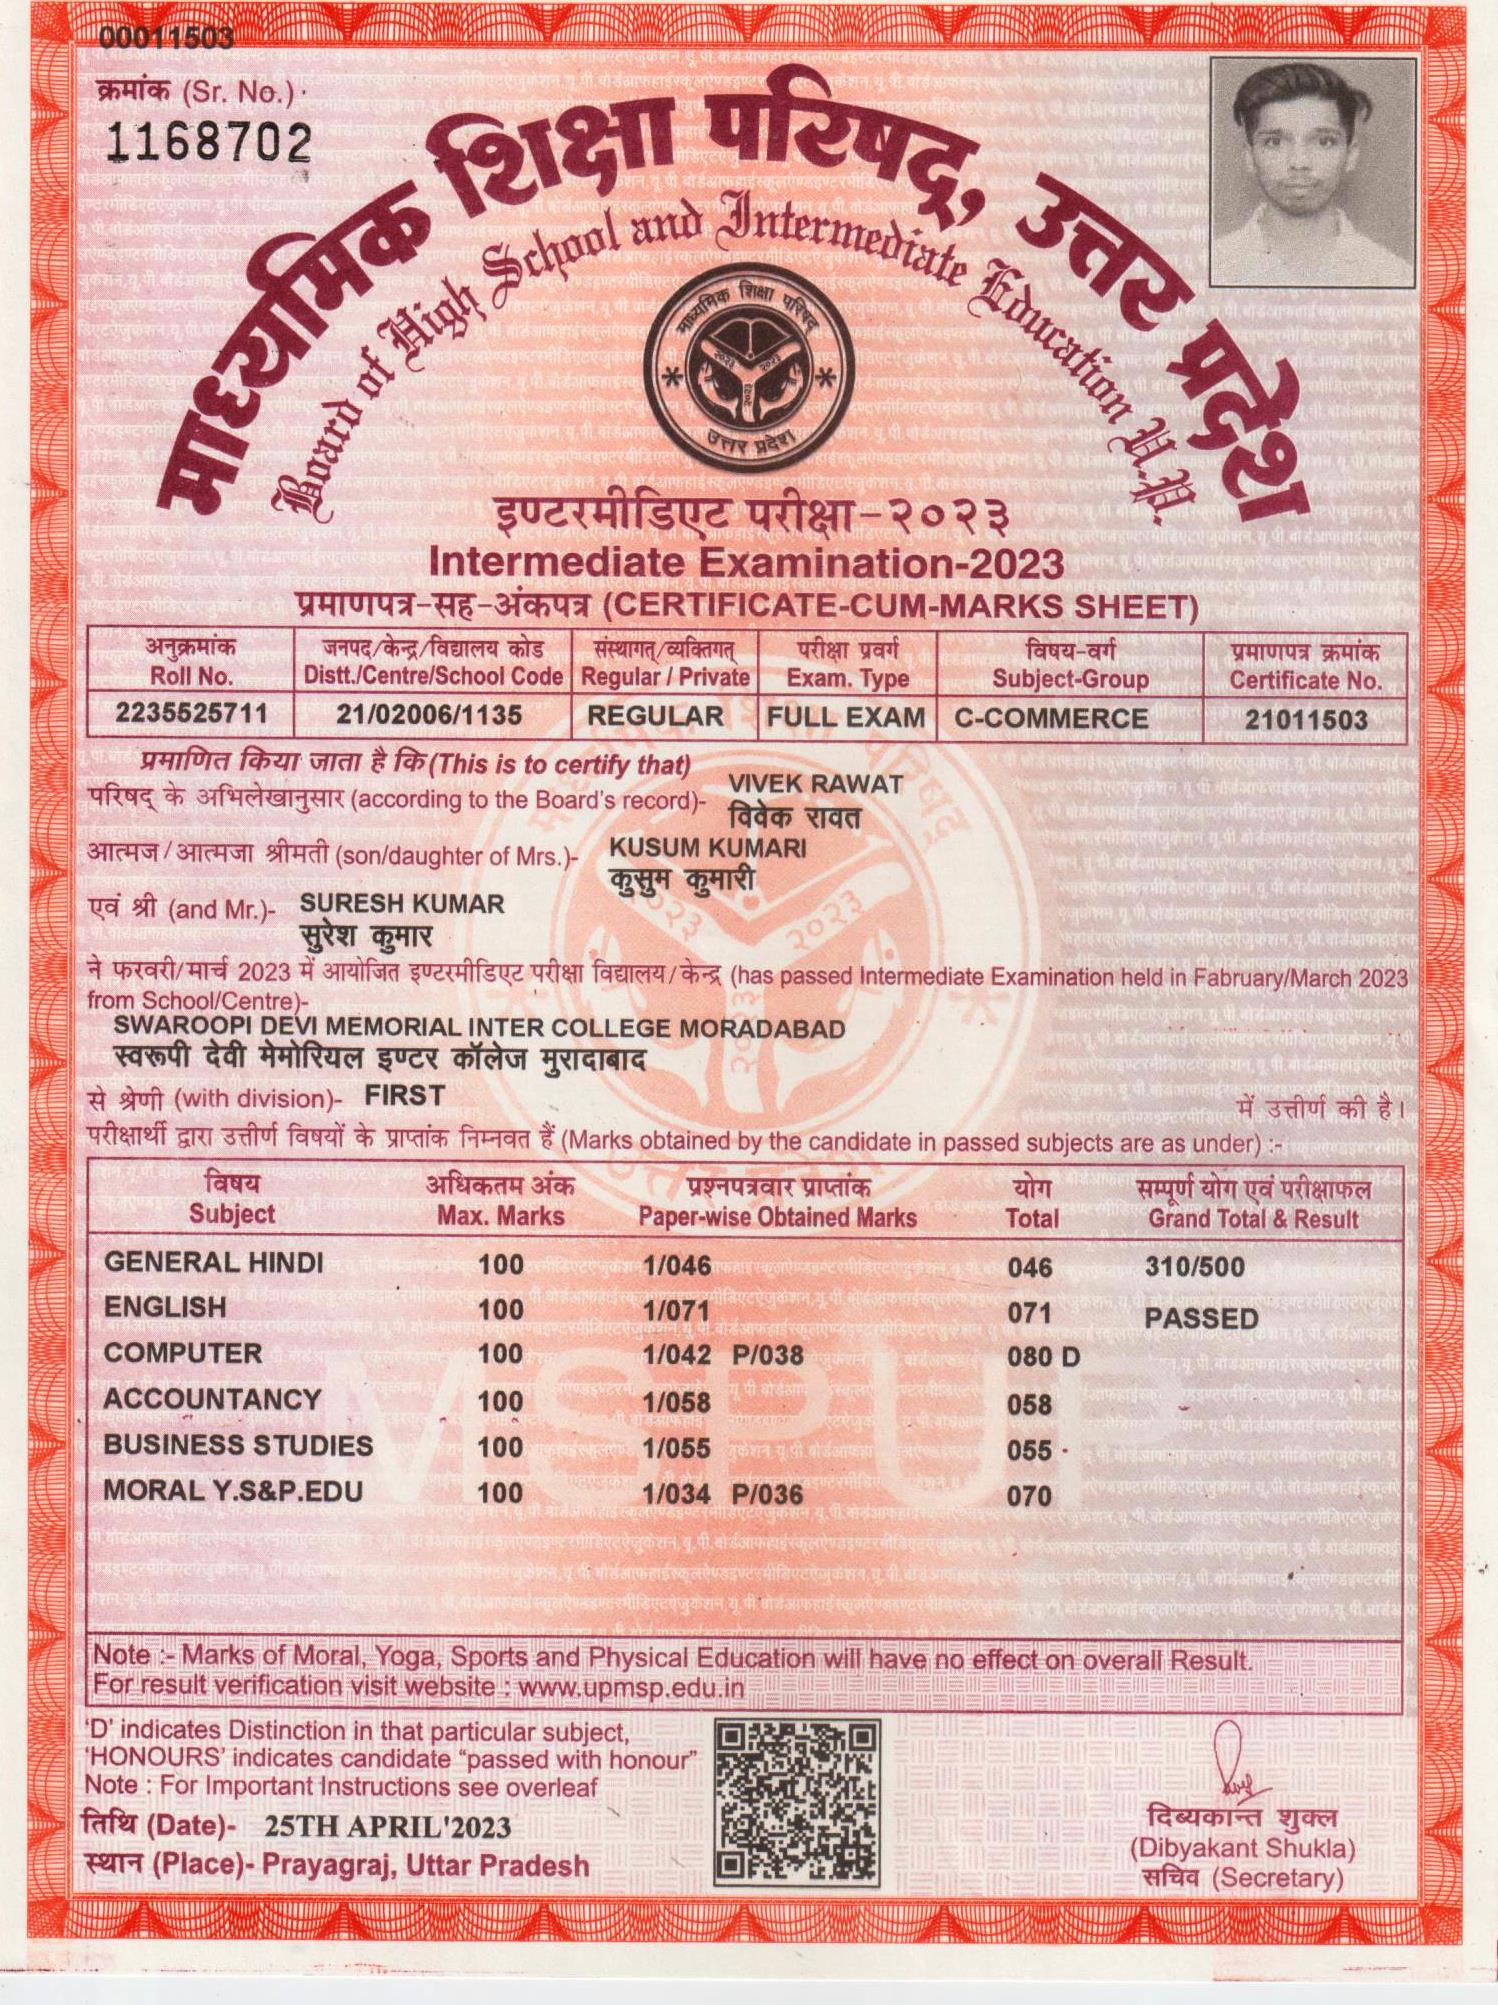 00011503
क्रमांक (Sr. No.)
1168702
माध्यमिक शिक्षा परिषद्, उत्तर प्रदेश
Board of High School and Intermediate Education U.P.
माध्यमिक शिक्षा परिषद
२०२३ २०२३
२०२३
उत्तर प्रदेश
इण्टरमीडिएट परीक्षा-२०२३
Intermediate Examination-2023
प्रमाणपत्र-सह-अंकपत्र (CERTIFICATE-CUM-MARKS SHEET)
अनुक्रमांक जनपद/केन्द्र/विद्यालय कोड संस्थागत/व्यक्तिगत परीक्षा प्रवर्ग विषय-वर्ग प्रमाणपत्र क्रमांक
Roll No. Distt./Centre/School Code Regular / Private Exam. Type Subject-Group Certificate No.
2235525711 21/02006/1135 REGULAR FULL EXAM C-COMMERCE 21011503
प्रमाणित किया जाता है कि (This is to certify that)
परिषद् के अभिलेखानुसार (according to the Board's record)- VIVEK RAWAT
विवेक रावत
आत्मज/आत्मजा श्रीमती (son/daughter of Mrs.)- KUSUM KUMARI
कुसुम कुमारी
एवं श्री (and Mr.)- SURESH KUMAR
सुरेश कुमार
ने फरवरी/मार्च 2023 में आयोजित इण्टरमीडिएट परीक्षा विद्यालय/केन्द्र (has passed Intermediate Examination held in Fabruary/March 2023
from School/Centre)-
SWAROOPI DEVI MEMORIAL INTER COLLEGE MORADABAD
स्वरूपी देवी मेमोरियल इण्टर कॉलेज मुरादाबाद
से श्रेणी (with division)- FIRST में उत्तीर्ण की है।
परीक्षार्थी द्वारा उत्तीर्ण विषयों के प्राप्तांक निम्नवत हैं (Marks obtained by the candidate in passed subjects are as under) :-
विषय अधिकतम अंक प्रश्नपत्रवार प्राप्तांक योग सम्पूर्ण योग एवं परीक्षाफल
Subject Max. Marks Paper-wise Obtained Marks Total Grand Total & Result
GENERAL HINDI 100 1/046 046 310/500
ENGLISH 100 1/071 071 PASSED
COMPUTER 100 1/042 P/038 080 D
ACCOUNTANCY 100 1/058 058
BUSINESS STUDIES 100 1/055 055
MORAL Y.S&P.EDU 100 1/034 P/036 070
Note :- Marks of Moral, Yoga, Sports and Physical Education will have no effect on overall Result.
For result verification visit website : www.upmsp.edu.in
'D' indicates Distinction in that particular subject,
'HONOURS' indicates candidate "passed with honour"
Note : For Important Instructions see overleaf
तिथि (Date)- 25TH APRIL'2023
स्थान (Place)- Prayagraj, Uttar Pradesh
दिब्यकान्त शुक्ल
(Dibyakant Shukla)
सचिव (Secretary)